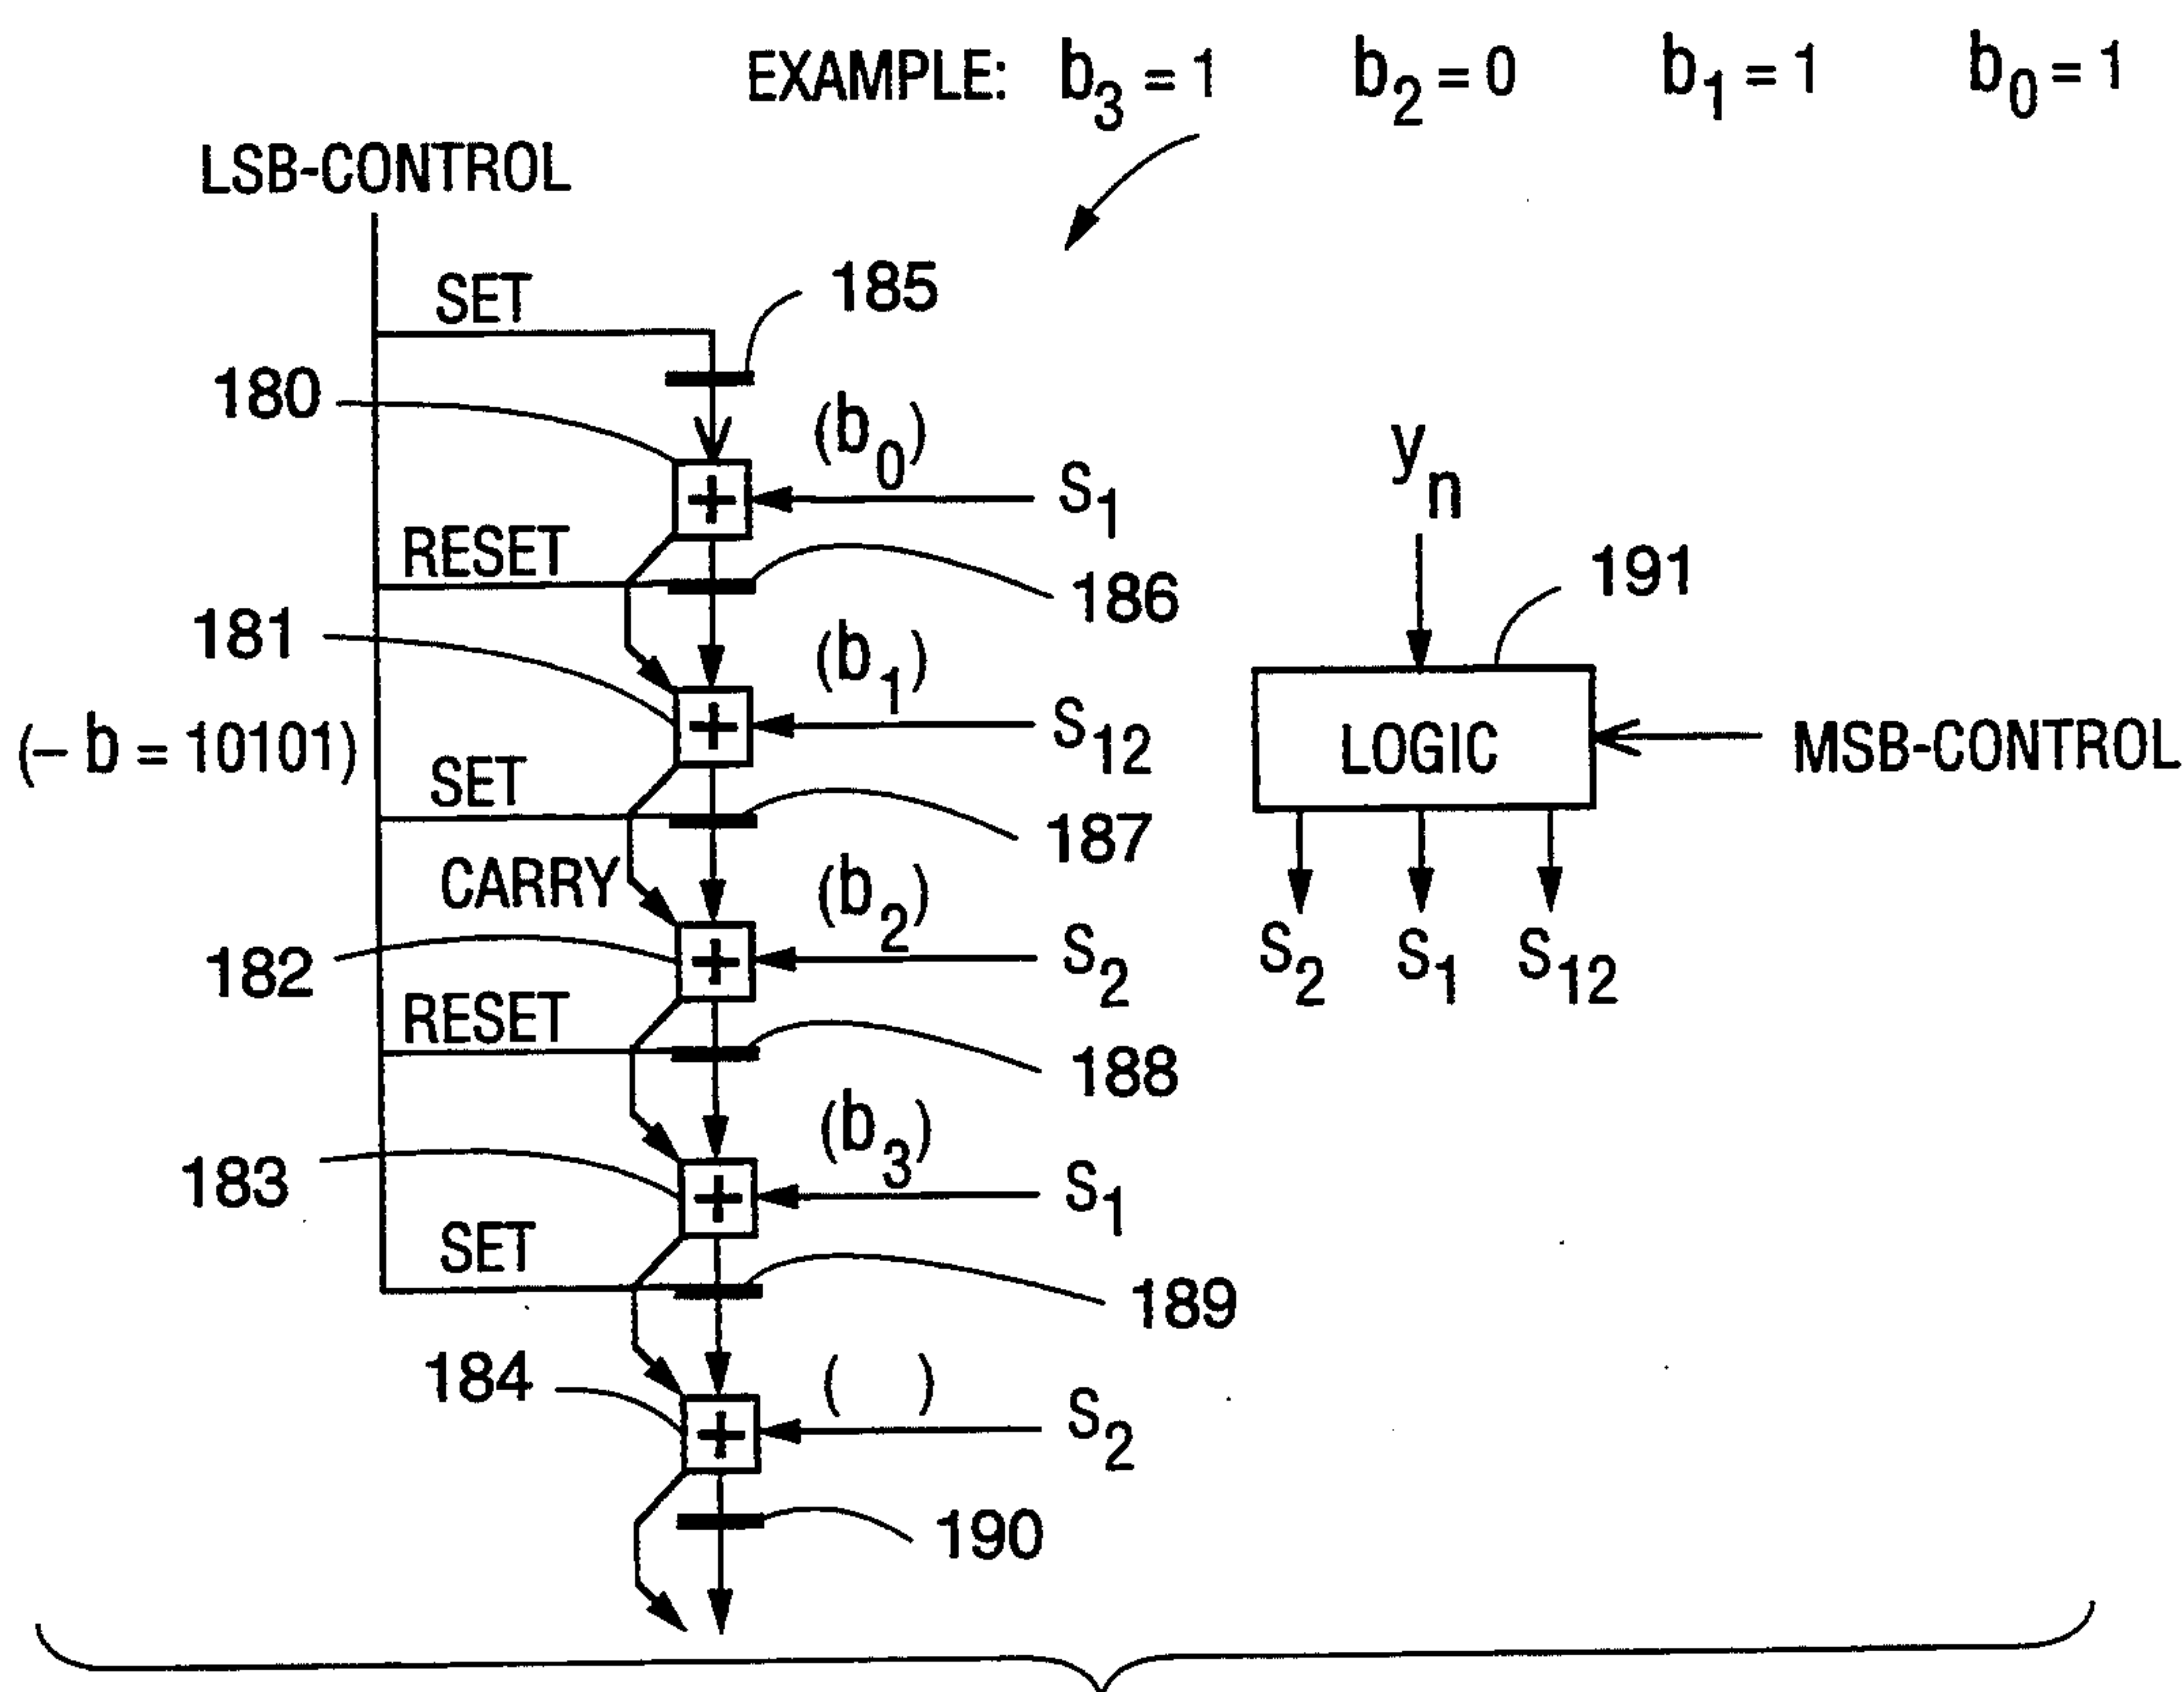 EXAMPLE: b3 = 1 b2 = 0 b1 = 1 b0 = 1
LSB-CONTROL
SET
185
180
(b0)
S1
yn
RESET
186
191
181
(b1)
S12
LOGIC
MSB-CONTROL
(– b = 10101)
SET
187
CARRY
(b2)
182
S2
S2 S1 S12
RESET
188
(b3)
183
S1
SET
189
184
( )
S2
190